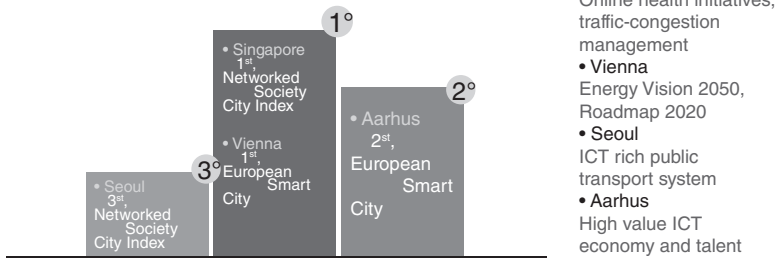 1°
• Singapore
1st,
Networked
Society
City Index
• Vienna
1st,
European
Smart
City
2°
• Aarhus
2st,
European
Smart
City
3°
• Seoul
3st,
Networked
Society
City Index
Online health initiatives,
traffic-congestion
management
• Vienna
Energy Vision 2050,
Roadmap 2020
• Seoul
ICT rich public
transport system
• Aarhus
High value ICT
economy and talent